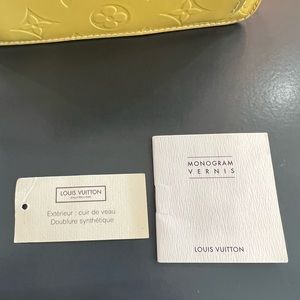 LOUIS VUITTON
Extérieur : cuir de veau
Doublure synthétique
MONOGRAM
VERNIS
LOUIS VUITTON